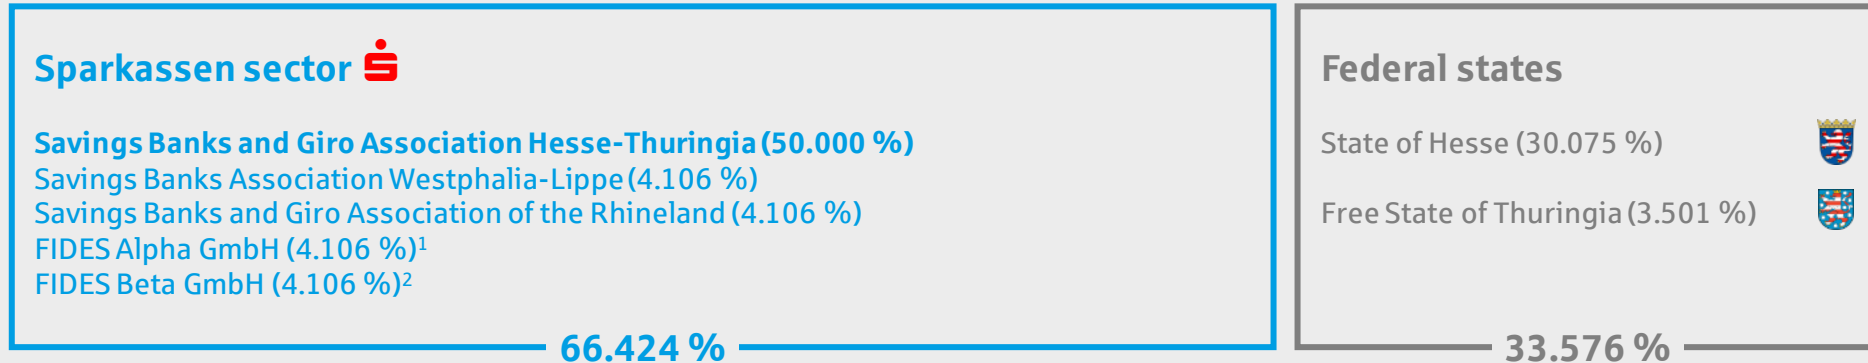 Sparkassen sector
Savings Banks and Giro Association Hesse-Thuringia (50.000 %)
Savings Banks Association Westphalia-Lippe (4.106 %)
Savings Banks and Giro Association of the Rhineland (4.106 %)
FIDES Alpha GmbH (4.106 %)¹
FIDES Beta GmbH (4.106 %)²
66.424 %
Federal states
State of Hesse (30.075 %)
Free State of Thuringia (3.501 %)
33.576 %